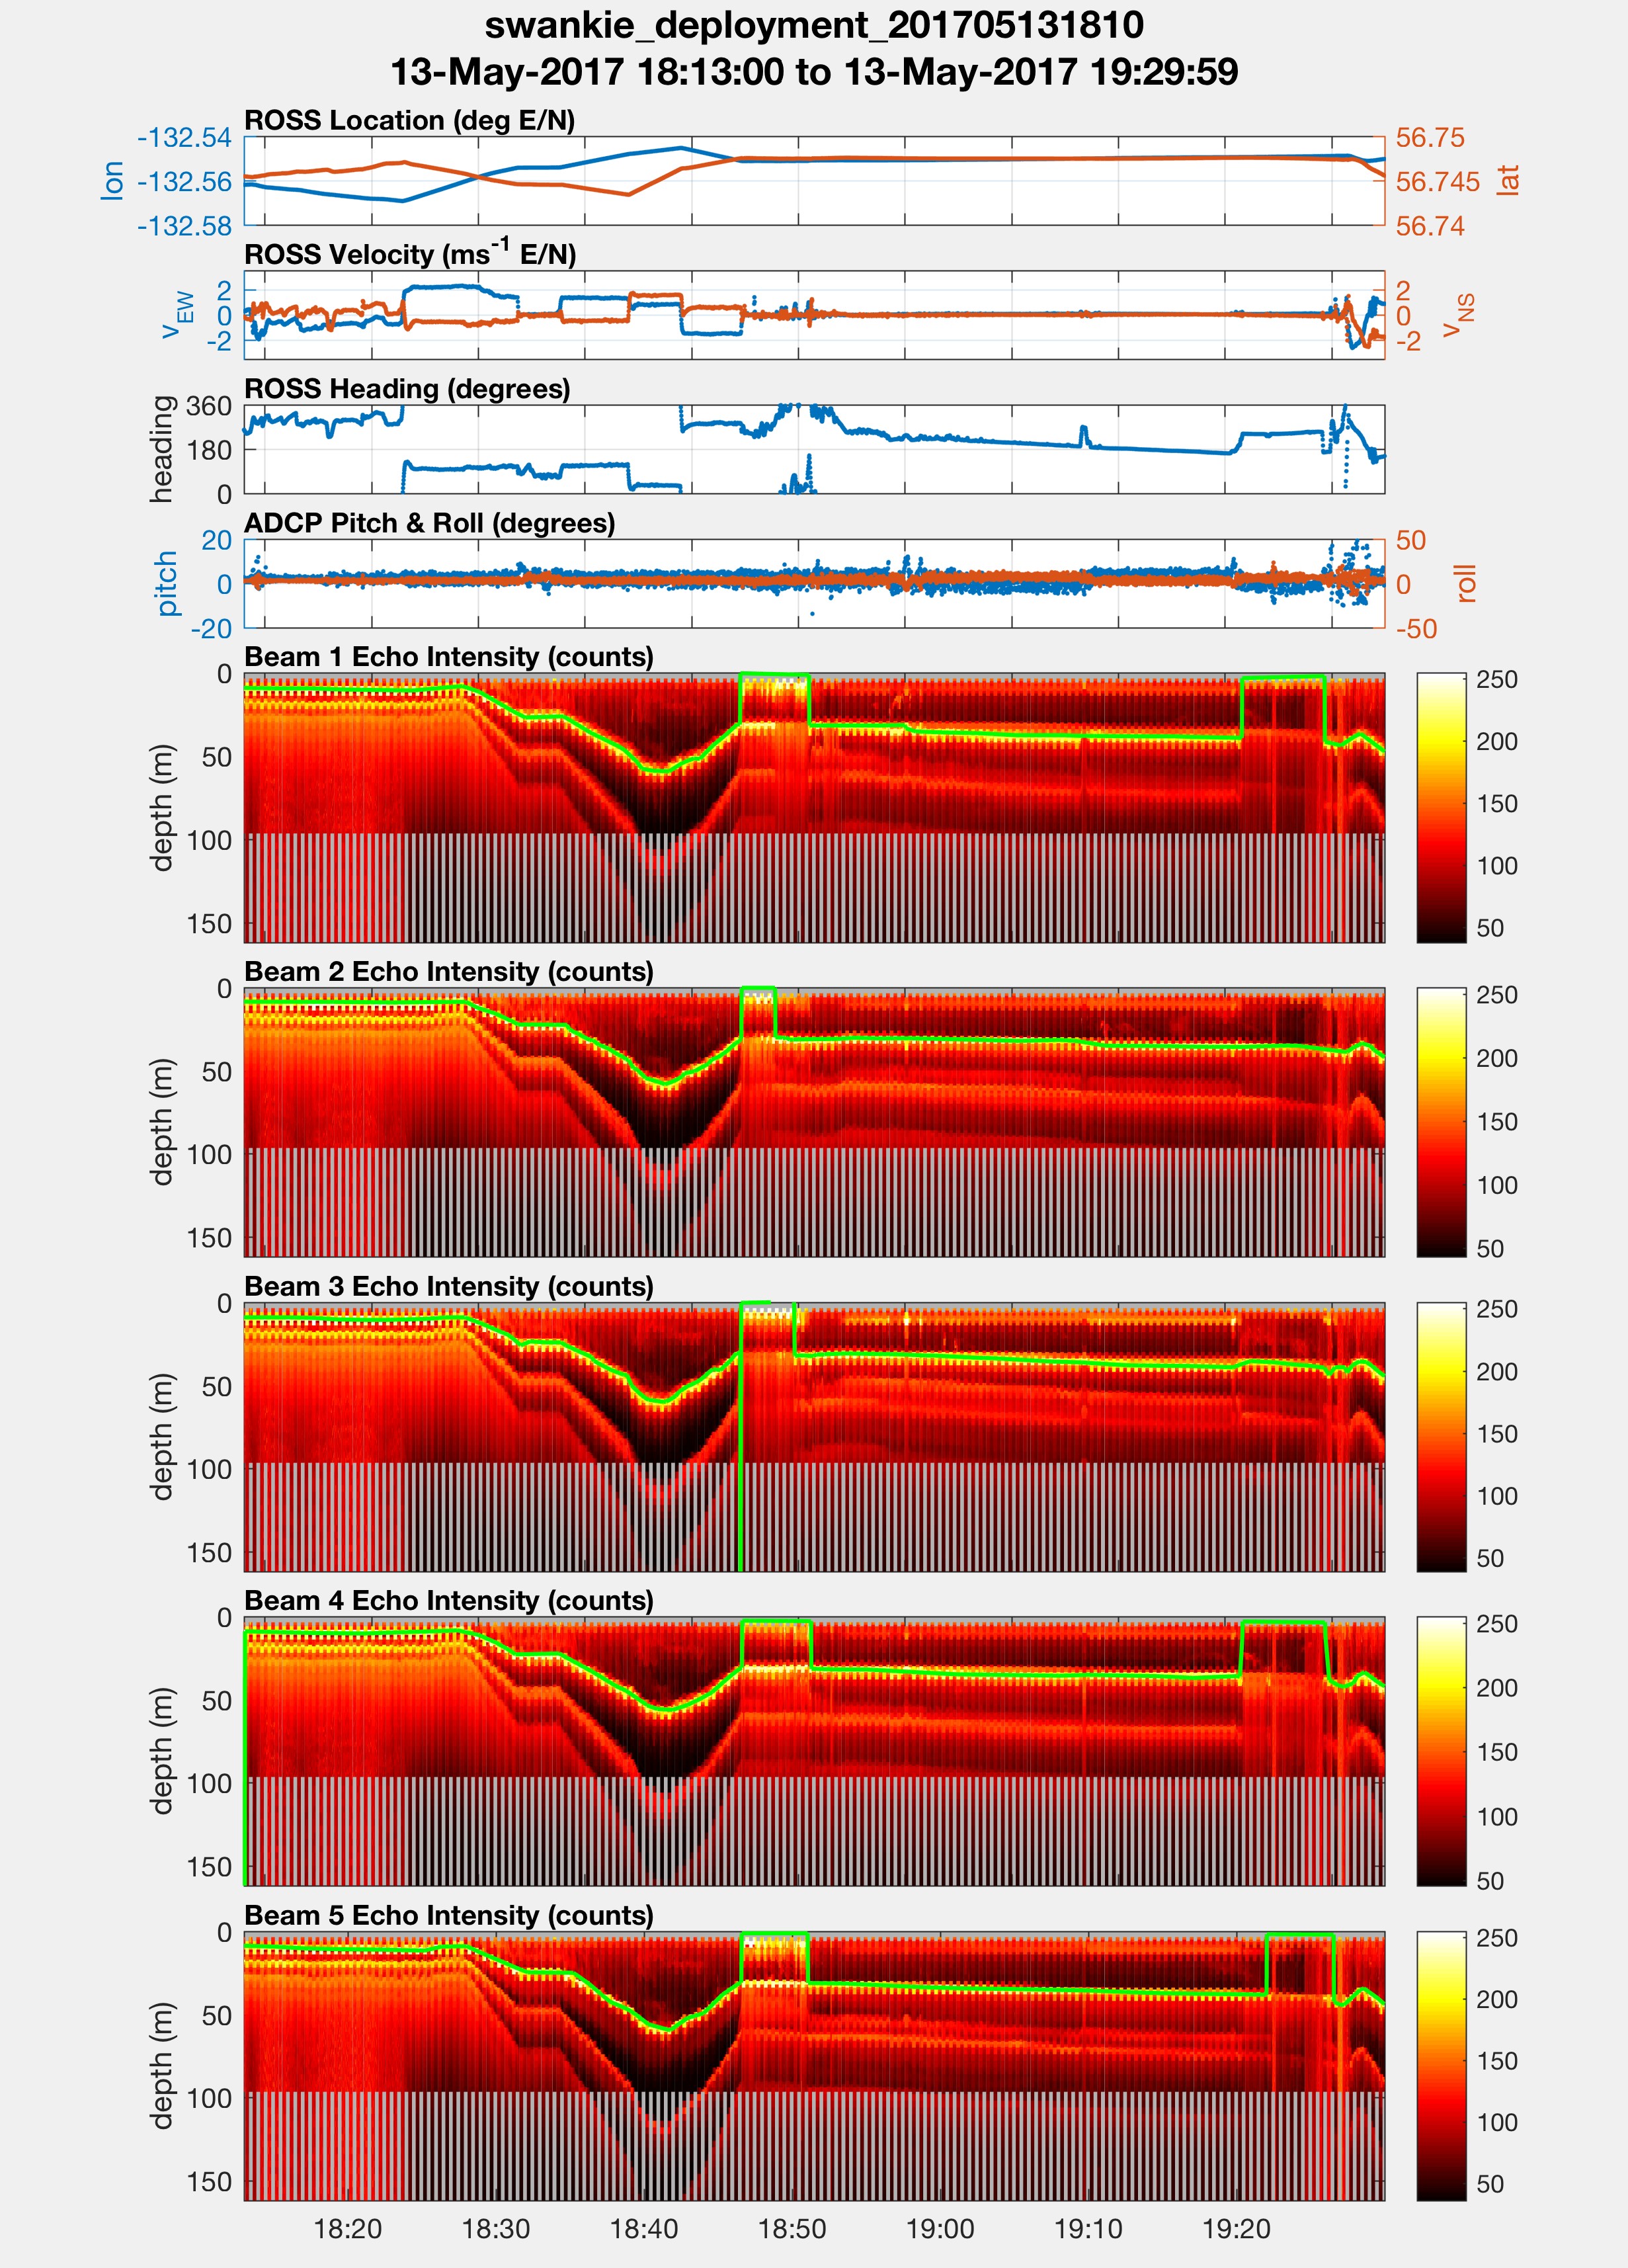 swankie_deployment_201705131810
13-May-2017 18:13:00 to 13-May-2017 19:29:59
ROSS Location (deg E/N)
-132.54
-132.56
-132.58
lon
56.75
56.745
56.74
lat
ROSS Velocity (ms-1 E/N)
2
0
-2
vEW
2
0
-2
vNS
ROSS Heading (degrees)
360
180
0
heading
ADCP Pitch & Roll (degrees)
20
0
-20
pitch
50
0
-50
roll
Beam 1 Echo Intensity (counts)
0
50
100
150
depth (m)
250
200
150
100
50
Beam 2 Echo Intensity (counts)
0
50
100
150
depth (m)
250
200
150
100
50
Beam 3 Echo Intensity (counts)
0
50
100
150
depth (m)
250
200
150
100
50
Beam 4 Echo Intensity (counts)
0
50
100
150
depth (m)
250
200
150
100
50
Beam 5 Echo Intensity (counts)
0
50
100
150
depth (m)
250
200
150
100
50
18:20 18:30 18:40 18:50 19:00 19:10 19:20